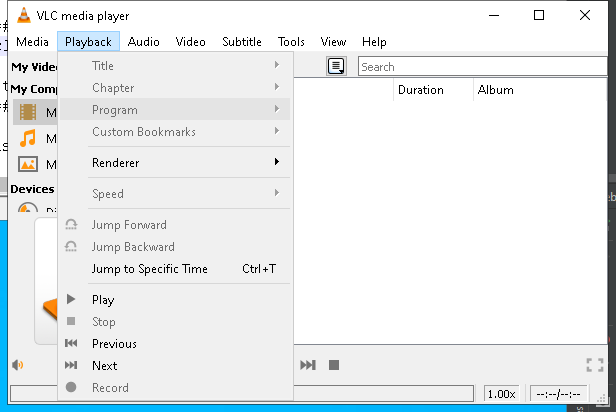 VLC media player
Media Playback Audio Video Subtitle Tools View Help
My Vide
Search
My Comp
Duration Album
M
M
M
Devices
Title
Chapter
Program
Custom Bookmarks
Renderer
Speed
Jump Forward
Jump Backward
Jump to Specific Time Ctrl+T
Play
Stop
Previous
Next
Record
1.00x --:--/--:--